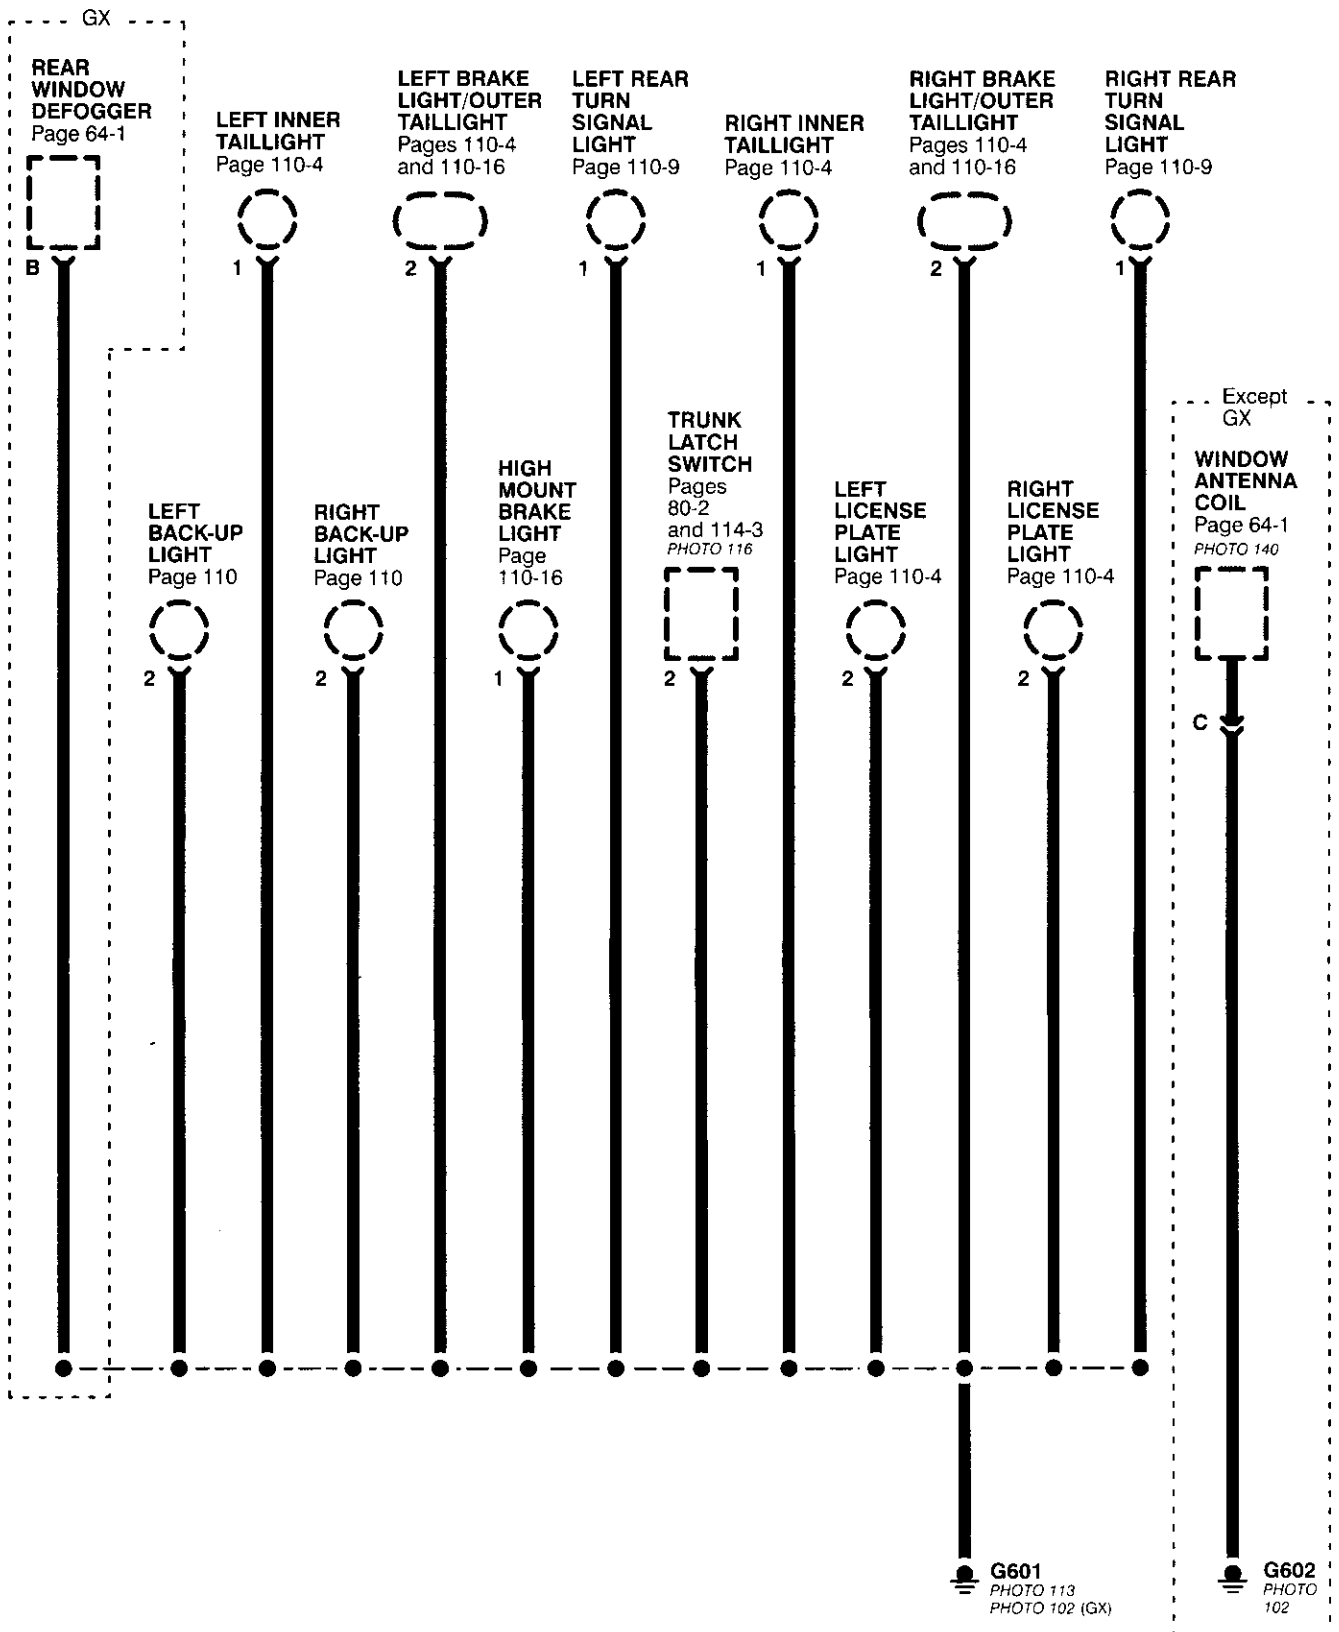 GX
REAR
WINDOW
DEFOGGER
Page 64-1
B
LEFT INNER
TAILLIGHT
Page 110-4
1
LEFT BRAKE
LIGHT/OUTER
TAILLIGHT
Pages 110-4
and 110-16
2
LEFT REAR
TURN
SIGNAL
LIGHT
Page 110-9
1
RIGHT INNER
TAILLIGHT
Page 110-4
1
RIGHT BRAKE
LIGHT/OUTER
TAILLIGHT
Pages 110-4
and 110-16
2
RIGHT REAR
TURN
SIGNAL
LIGHT
Page 110-9
1
LEFT
BACK-UP
LIGHT
Page 110
2
RIGHT
BACK-UP
LIGHT
Page 110
2
HIGH
MOUNT
BRAKE
LIGHT
Page
110-16
1
TRUNK
LATCH
SWITCH
Pages
80-2
and 114-3
PHOTO 116
2
LEFT
LICENSE
PLATE
LIGHT
Page 110-4
2
RIGHT
LICENSE
PLATE
LIGHT
Page 110-4
2
Except
GX
WINDOW
ANTENNA
COIL
Page 64-1
PHOTO 140
C
G601
PHOTO 113
PHOTO 102 (GX)
G602
PHOTO
102